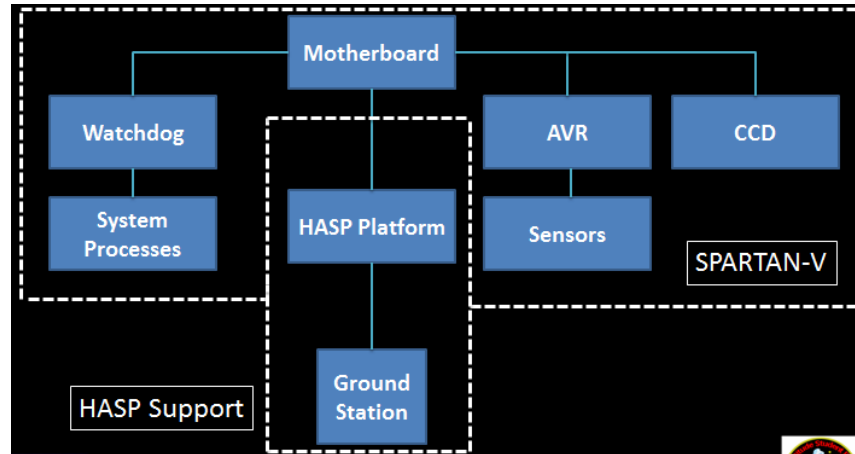 Motherboard
Watchdog
AVR
CCD
System
Processes
HASP Platform
Sensors
SPARTAN-V
Ground
Station
HASP Support